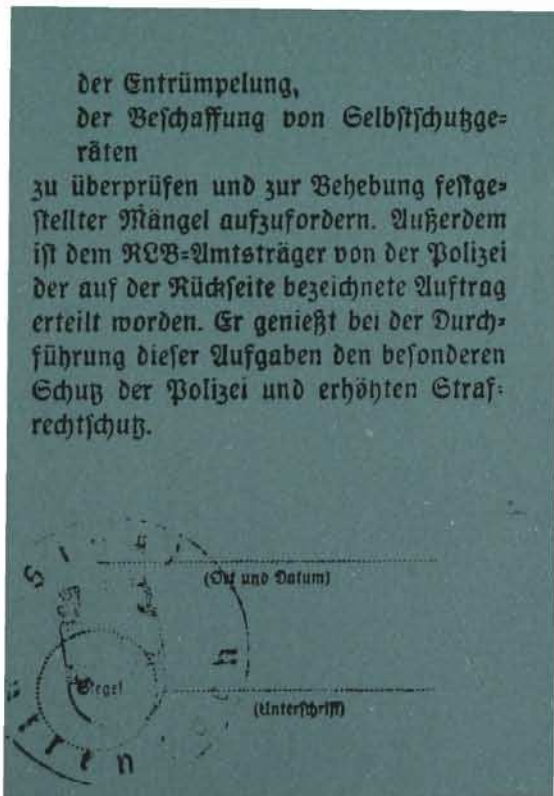 der Entrümpelung,
der Beschaffung von Selbstschutzge=
räten
zu überprüfen und zur Behebung festge=
stellter Mängel aufzufordern. Außerdem
ist dem RLB=Amtsträger von der Polizei
der auf der Rückseite bezeichnete Auftrag
erteilt worden. Er genießt bei der Durch=
führung dieser Aufgaben den besonderen
Schutz der Polizei und erhöhten Straf=
rechtschutz.
(Ort und Datum)
Siegel
(Unterschrift)